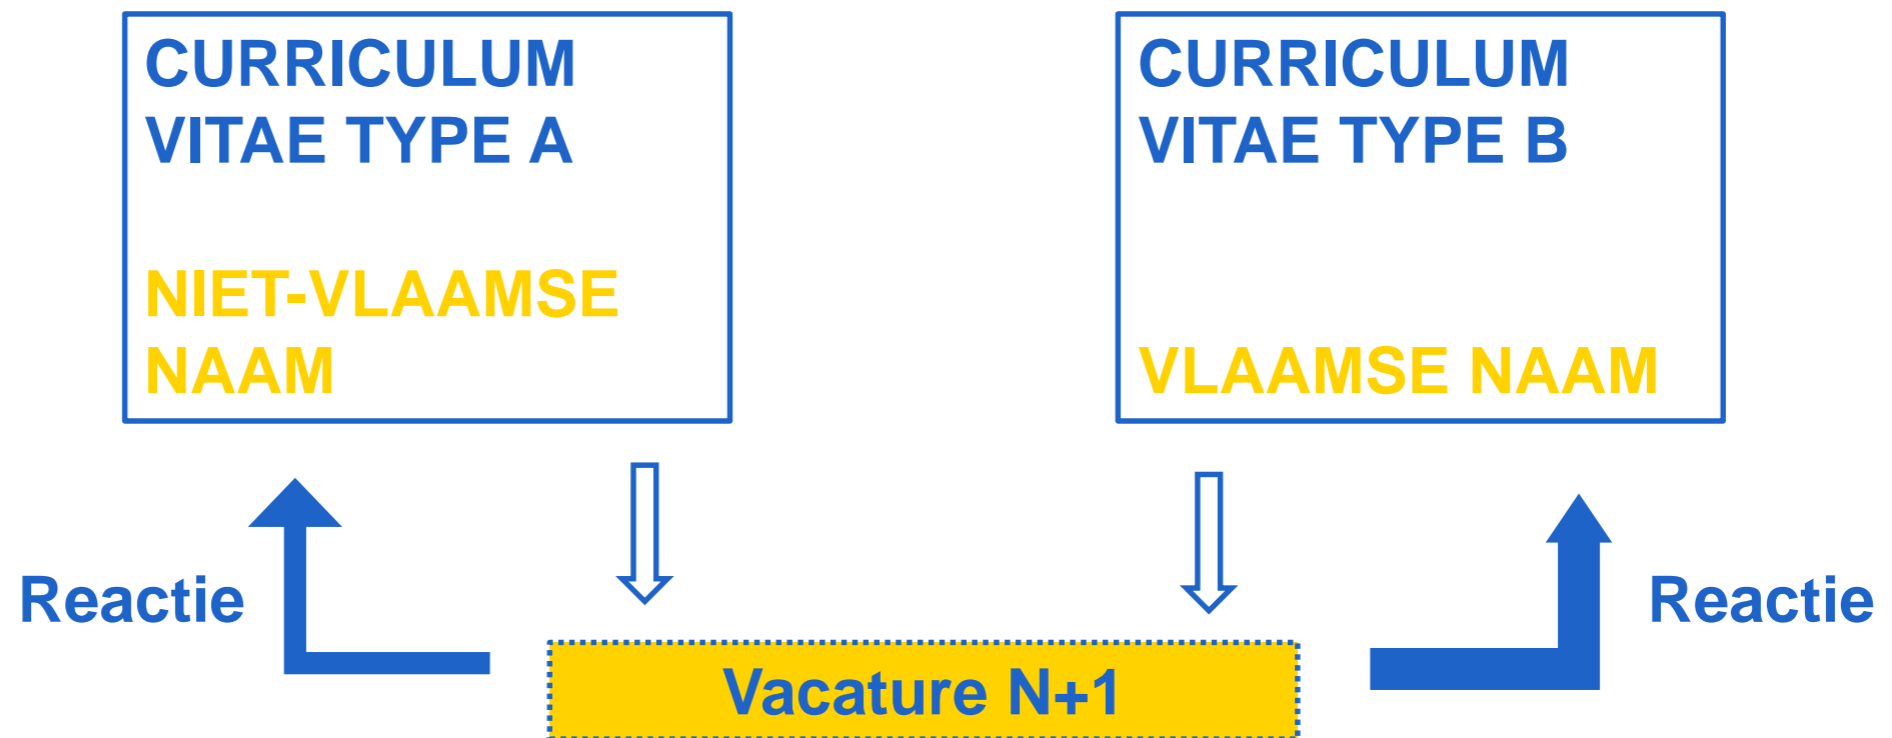 CURRICULUM
VITAE TYPE A
NIET-VLAAMSE
NAAM
CURRICULUM
VITAE TYPE B
VLAAMSE NAAM
Reactie
Reactie
Vacature N+1